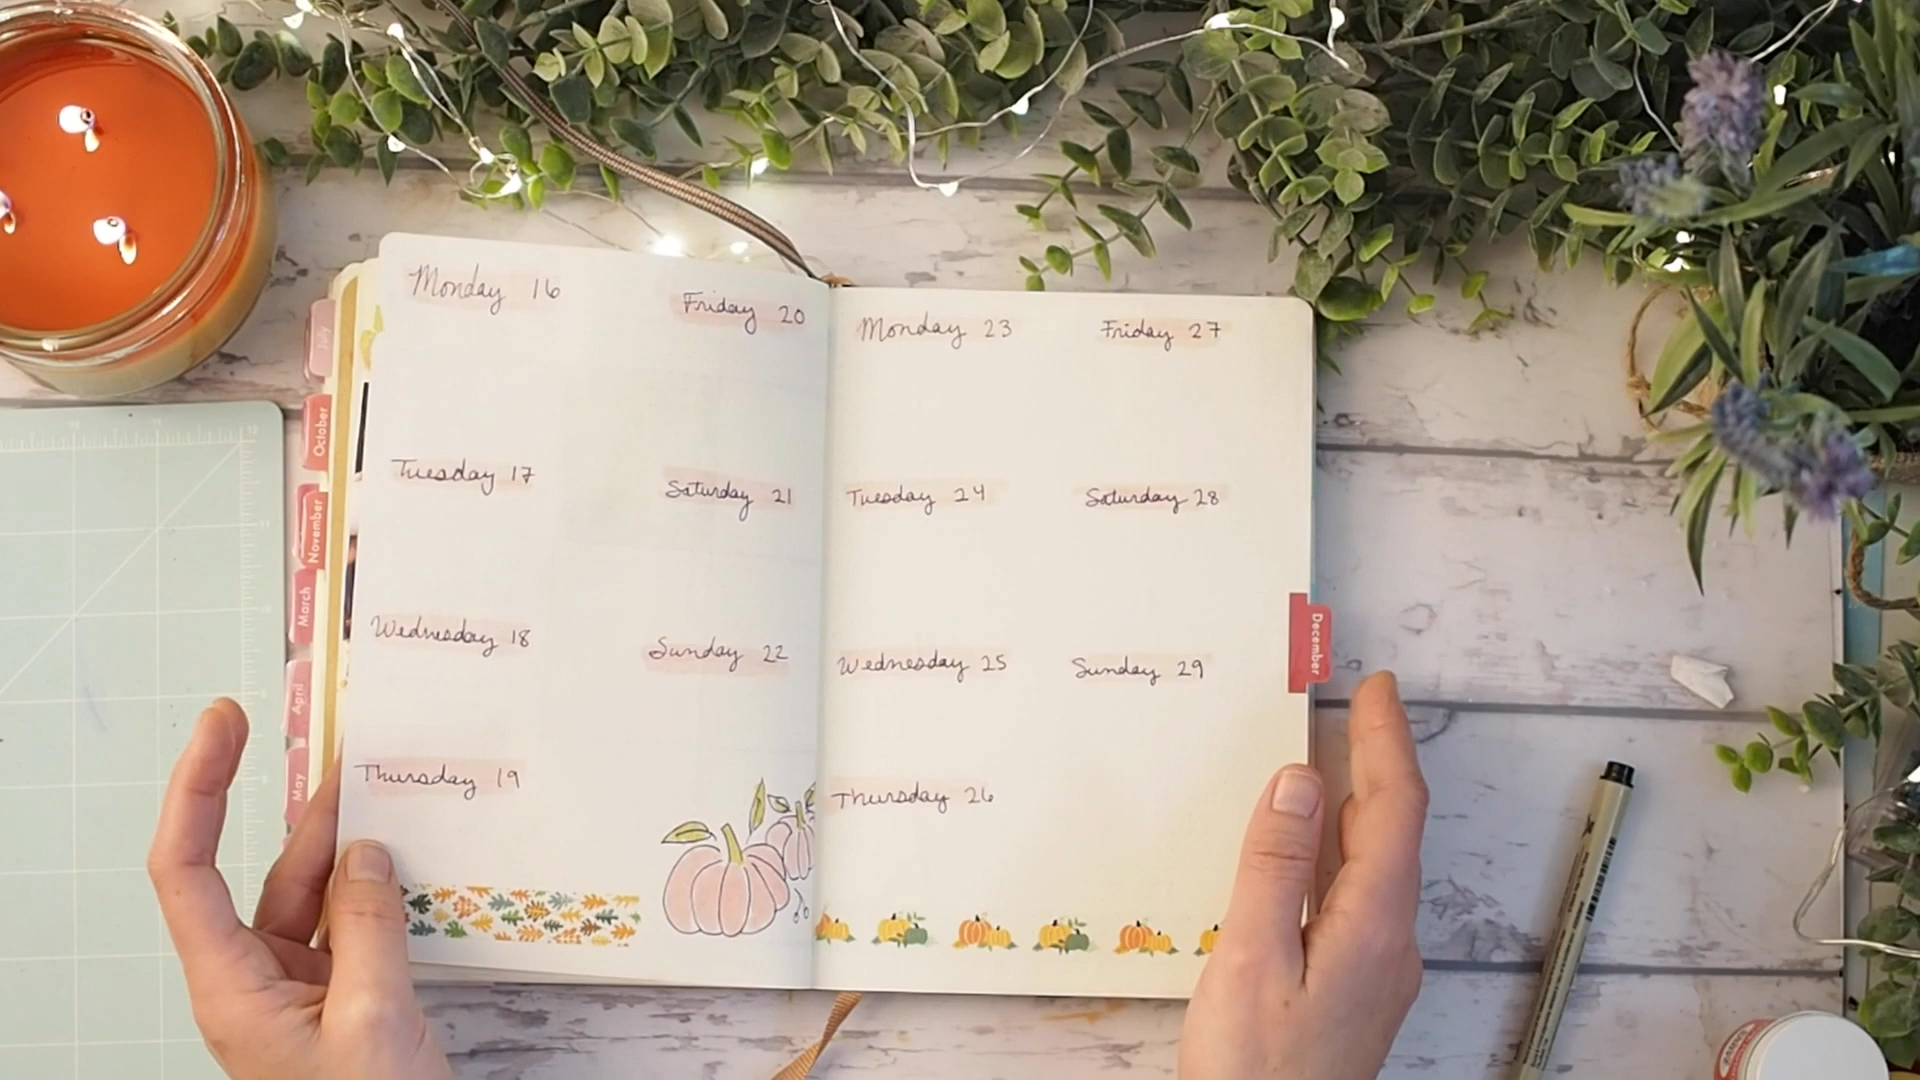 Monday 16
Friday 20
Tuesday 17
Saturday 21
Wednesday 18
Sunday 22
Thursday 19
Monday 23
Friday 27
Tuesday 24
Saturday 28
Wednesday 25
Sunday 29
Thursday 26
July
October
November
March
April
May
December